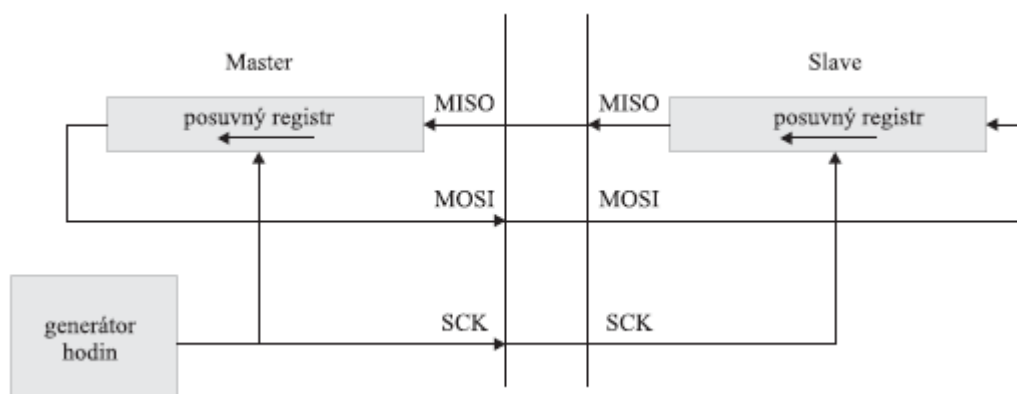 Master
Slave
MISO
MISO
posuvný registr
posuvný registr
MOSI
MOSI
SCK
SCK
generátor
hodin